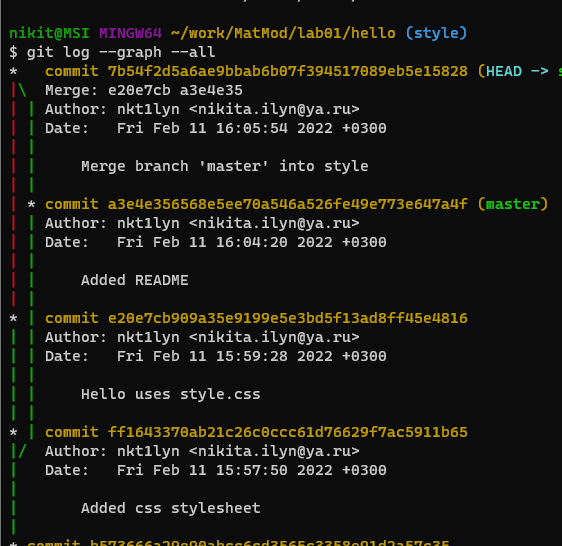 nikit@MSI MINGW64 ~/work/MatMod/lab01/hello (style)
$ git log --graph --all
*   commit 7b54f2d5a6ae9bbab6b07f394517089eb5e15828 (HEAD -> s
|\  Merge: e20e7cb a3e4e35
| | Author: nkt1lyn <nikita.ilyn@ya.ru>
| | Date:   Fri Feb 11 16:05:54 2022 +0300
| |
| |     Merge branch 'master' into style
| |
| * commit a3e4e356568e5ee70a546a526fe49e773e647a4f (master)
| | Author: nkt1lyn <nikita.ilyn@ya.ru>
| | Date:   Fri Feb 11 16:04:20 2022 +0300
| |
| |     Added README
| |
* | commit e20e7cb909a35e9199e5e3bd5f13ad8ff45e4816
| | Author: nkt1lyn <nikita.ilyn@ya.ru>
| | Date:   Fri Feb 11 15:59:28 2022 +0300
| |
| |     Hello uses style.css
| |
* | commit ff1643370ab21c26c0ccc61d76629f7ac5911b65
|/  Author: nkt1lyn <nikita.ilyn@ya.ru>
|   Date:   Fri Feb 11 15:57:50 2022 +0300
|
|       Added css stylesheet
|
* commit